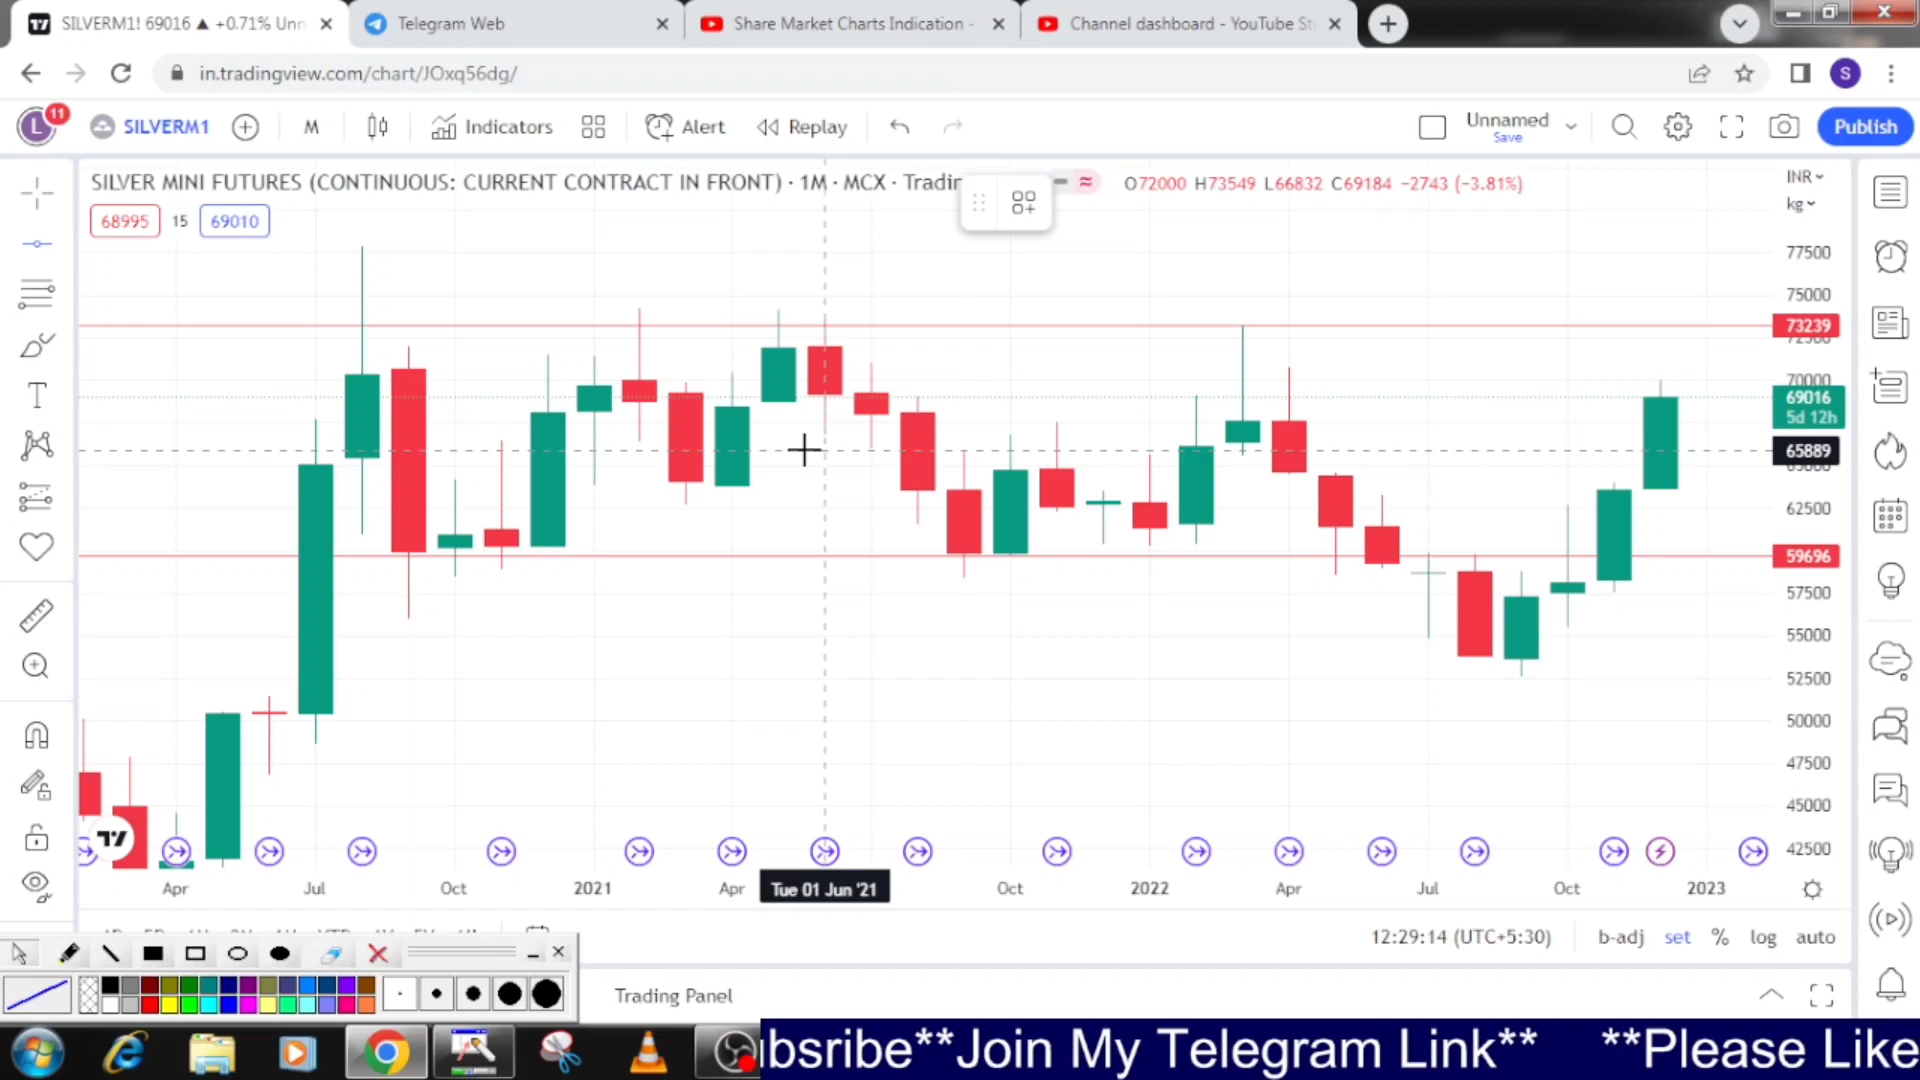 SILVERM1! 69016 ▲ +0.71% Unn
Telegram Web
Share Market Charts Indication -
Channel dashboard - YouTube St
in.tradingview.com/chart/JOxq56dg/
S
L 11
SILVERM1
M
Indicators
Alert
Replay
Unnamed
Save
Publish
SILVER MINI FUTURES (CONTINUOUS: CURRENT CONTRACT IN FRONT) · 1M · MCX · Tradin
O72000 H73549 L66832 C69184 −2743 (−3.81%)
INR
kg
68995 15 69010
77500
75000
73239
72500
70000
69016
5d 12h
65889
65000
62500
59696
57500
55000
52500
50000
47500
45000
42500
Apr Jul Oct 2021 Apr Tue 01 Jun '21 Oct 2022 Apr Jul Oct 2023
12:29:14 (UTC+5:30) b-adj set % log auto
Trading Panel
ubsribe**Join My Telegram Link** **Please Like